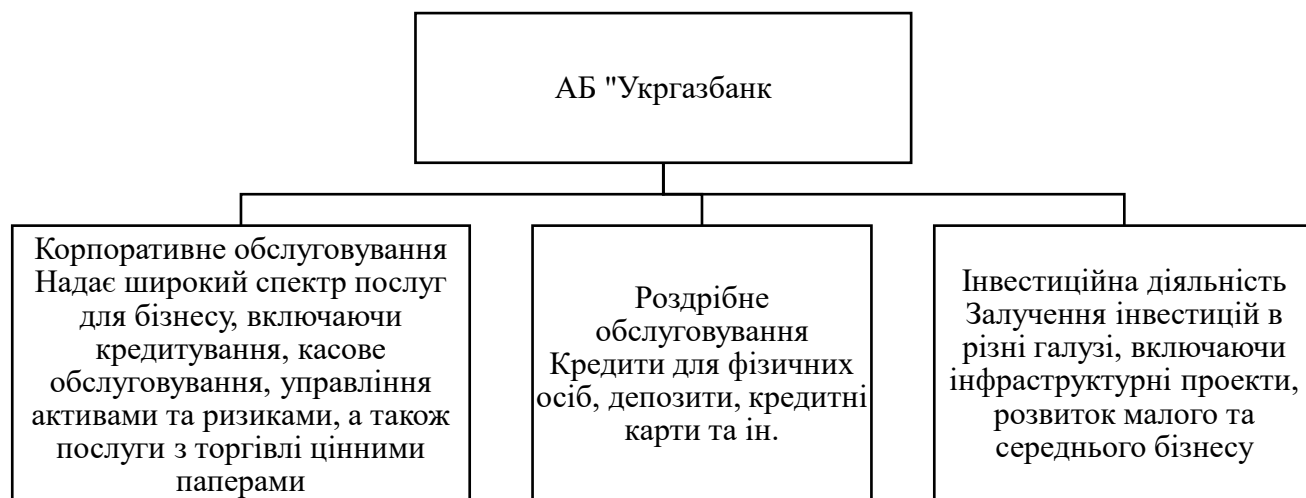 АБ "Укргазбанк
Корпоративне обслуговування
Надає широкий спектр послуг
для бізнесу, включаючи
кредитування, касове
обслуговування, управління
активами та ризиками, а також
послуги з торгівлі цінними
паперами
Роздрібне
обслуговування
Кредити для фізичних
осіб, депозити, кредитні
карти та ін.
Інвестиційна діяльність
Залучення інвестицій в
різні галузі, включаючи
інфраструктурні проекти,
розвиток малого та
середнього бізнесу